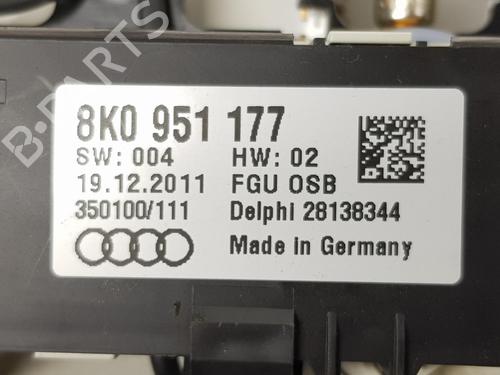 8K0 951 177
SW: 004 HW: 02
19.12.2011 FGU OSB
350100/111 Delphi 28138344
Made in Germany
B-PARTS